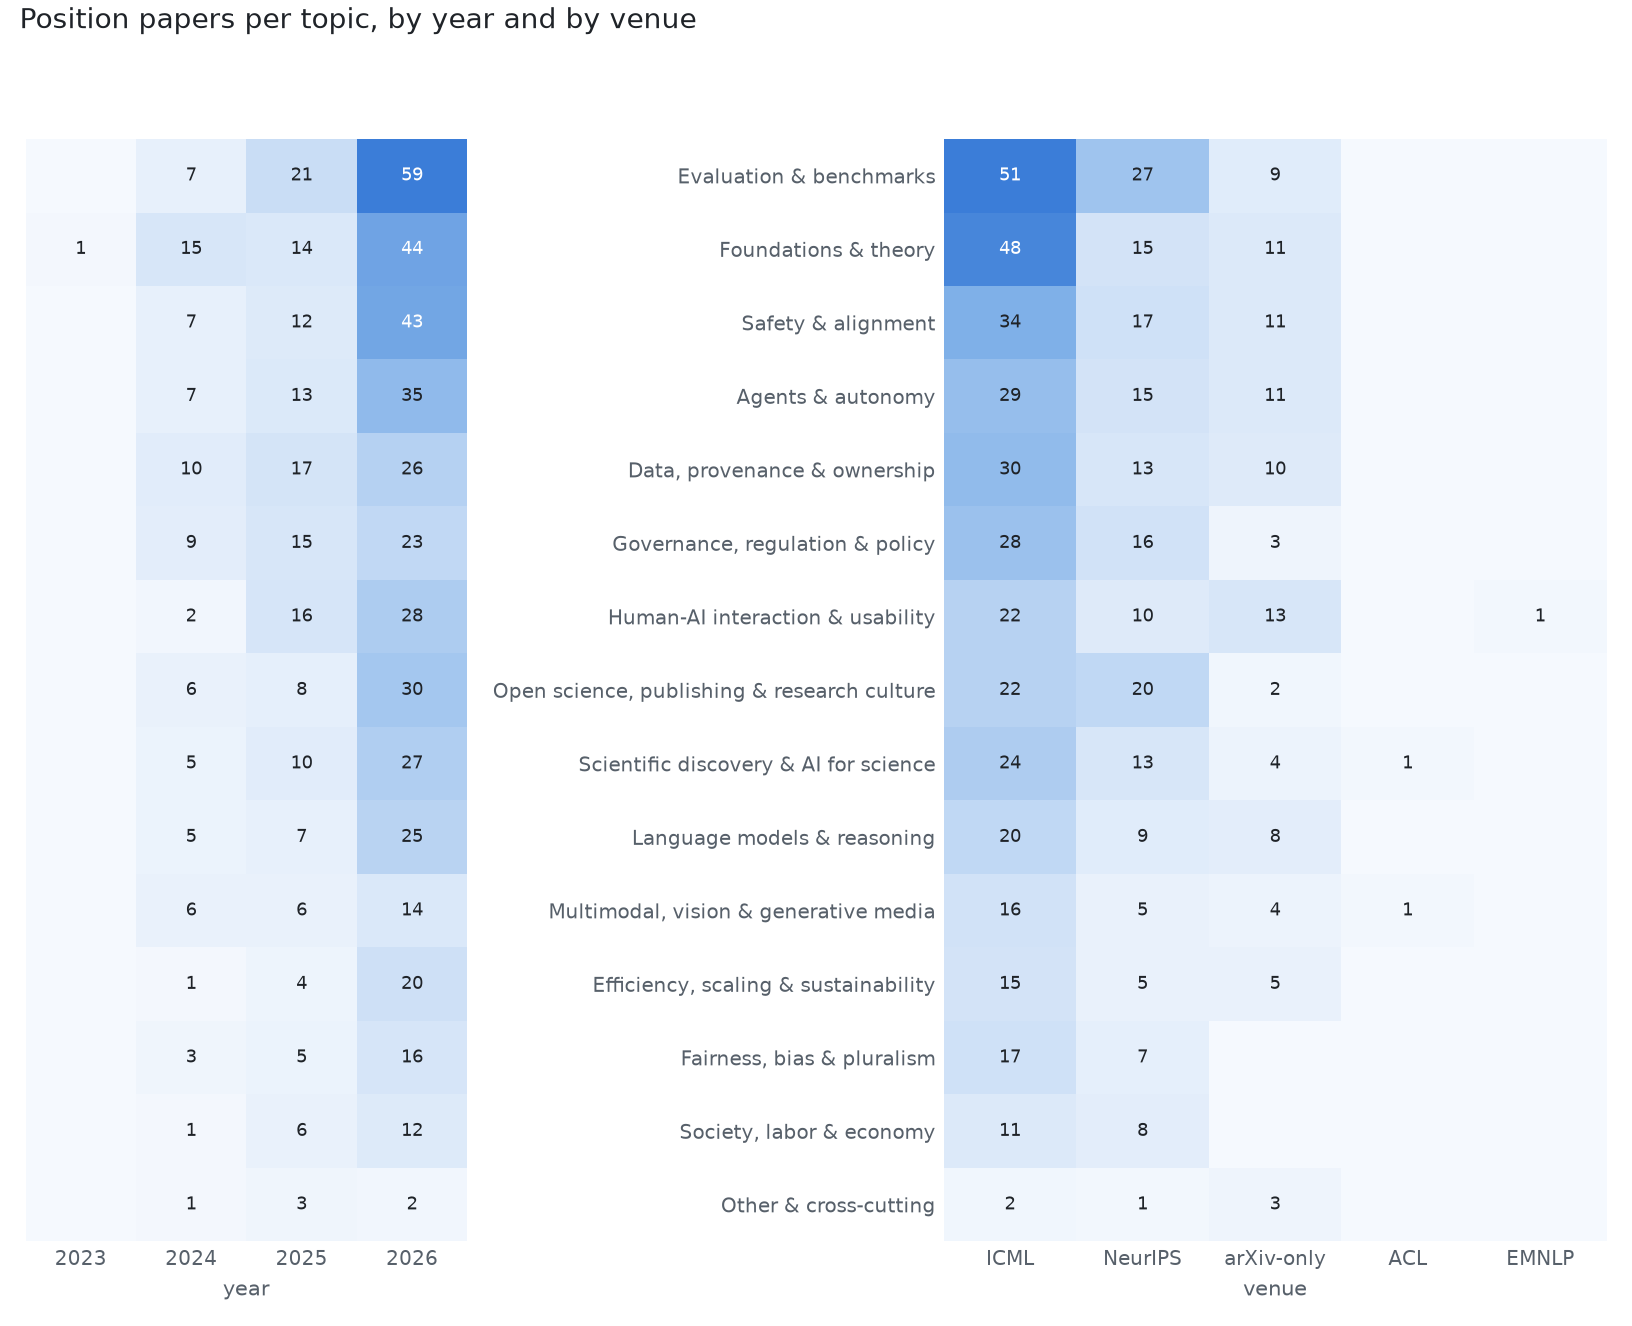 Position papers per topic, by year and by venue
7 21 59 Evaluation & benchmarks 51 27 9
1 15 14 44 Foundations & theory 48 15 11
7 12 43 Safety & alignment 34 17 11
7 13 35 Agents & autonomy 29 15 11
10 17 26 Data, provenance & ownership 30 13 10
9 15 23 Governance, regulation & policy 28 16 3
2 16 28 Human-AI interaction & usability 22 10 13 1
6 8 30 Open science, publishing & research culture 22 20 2
5 10 27 Scientific discovery & AI for science 24 13 4 1
5 7 25 Language models & reasoning 20 9 8
6 6 14 Multimodal, vision & generative media 16 5 4 1
1 4 20 Efficiency, scaling & sustainability 15 5 5
3 5 16 Fairness, bias & pluralism 17 7
1 6 12 Society, labor & economy 11 8
1 3 2 Other & cross-cutting 2 1 3
2023 2024 2025 2026 ICML NeurIPS arXiv-only ACL EMNLP
year venue